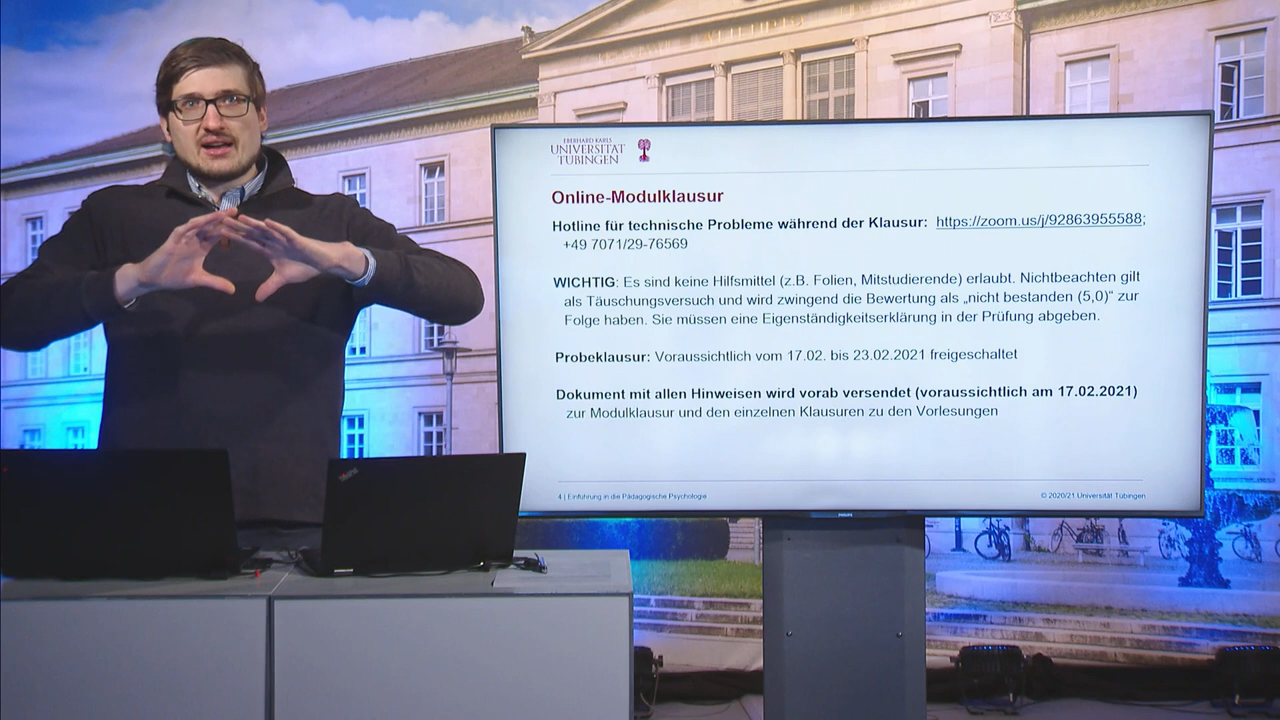 EBERHARD KARLS
UNIVERSITÄT
TÜBINGEN
Online-Modulklausur
Hotline für technische Probleme während der Klausur: https://zoom.us/j/92863955588;
+49 7071/29-76569
WICHTIG: Es sind keine Hilfsmittel (z.B. Folien, Mitstudierende) erlaubt. Nichtbeachten gilt
als Täuschungsversuch und wird zwingend die Bewertung als „nicht bestanden (5,0)" zur
Folge haben. Sie müssen eine Eigenständigkeitserklärung in der Prüfung abgeben.
Probeklausur: Voraussichtlich vom 17.02. bis 23.02.2021 freigeschaltet
Dokument mit allen Hinweisen wird vorab versendet (voraussichtlich am 17.02.2021)
zur Modulklausur und den einzelnen Klausuren zu den Vorlesungen
4 | Einführung in die Pädagogische Psychologie
© 2020/21 Universität Tübingen
ThinkPad
PHILIPS